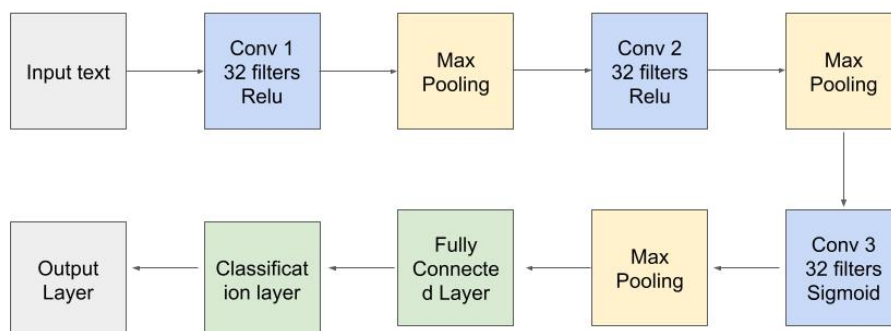 Input text
Conv 1
32 filters
Relu
Max
Pooling
Conv 2
32 filters
Relu
Max
Pooling
Conv 3
32 filters
Sigmoid
Max
Pooling
Fully
Connecte
d Layer
Classificat
ion layer
Output
Layer